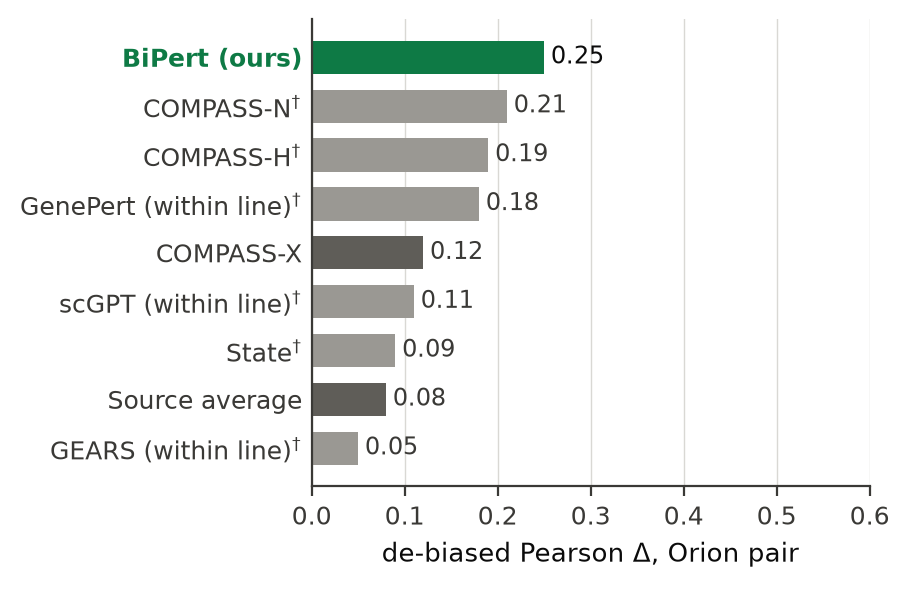 BiPert (ours) 0.25
COMPASS-N† 0.21
COMPASS-H† 0.19
GenePert (within line)† 0.18
COMPASS-X 0.12
scGPT (within line)† 0.11
State† 0.09
Source average 0.08
GEARS (within line)† 0.05
0.0 0.1 0.2 0.3 0.4 0.5 0.6
de-biased Pearson Δ, Orion pair